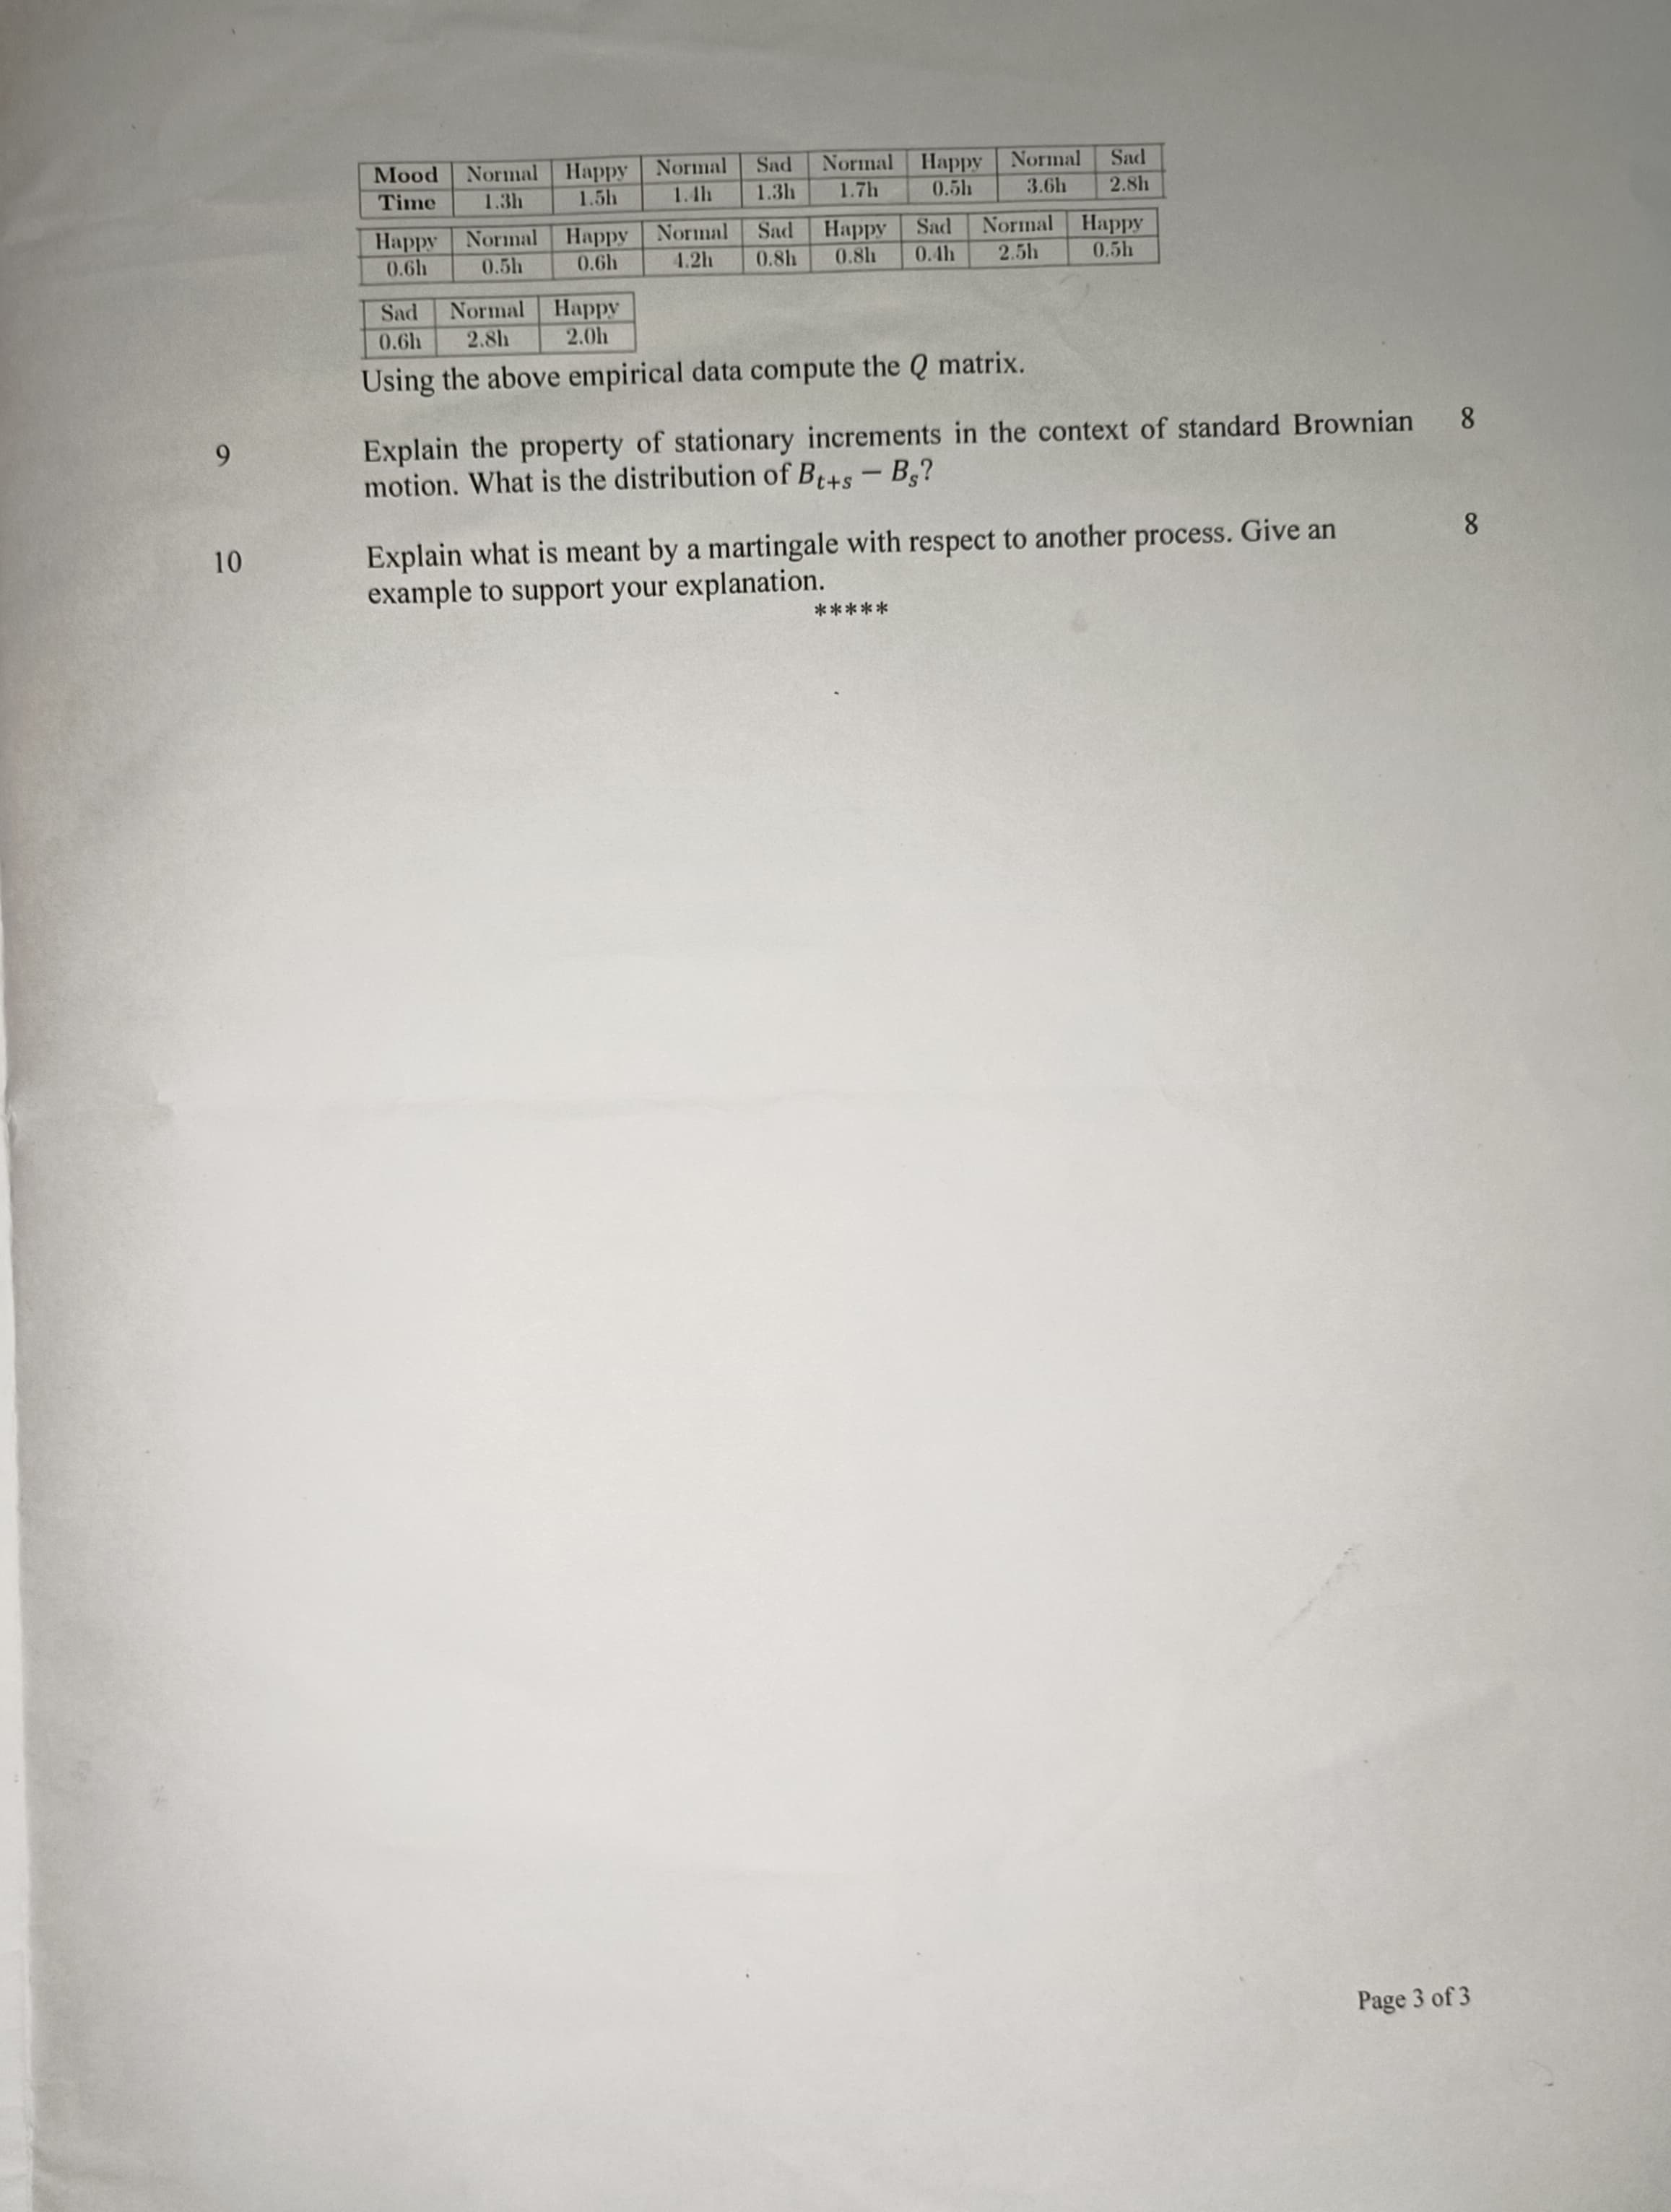 Mood Normal Happy Normal Sad Normal Happy Normal Sad
Time 1.3h 1.5h 1.4h 1.3h 1.7h 0.5h 3.6h 2.8h
Happy Normal Happy Normal Sad Happy Sad Normal Happy
0.6h 0.5h 0.6h 4.2h 0.8h 0.8h 0.4h 2.5h 0.5h
Sad Normal Happy
0.6h 2.8h 2.0h
Using the above empirical data compute the Q matrix.
9 Explain the property of stationary increments in the context of standard Brownian 8
motion. What is the distribution of Bₜ₊ₛ − Bₛ?
10 Explain what is meant by a martingale with respect to another process. Give an 8
example to support your explanation.
*****
Page 3 of 3